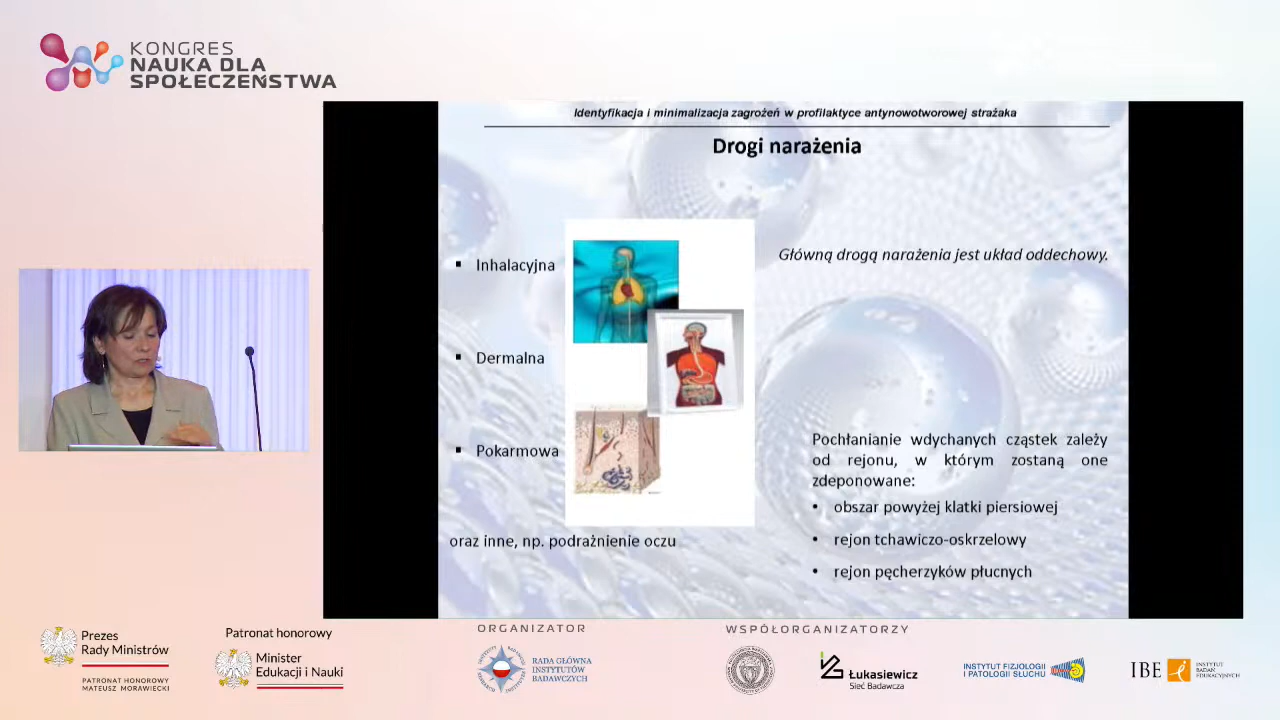 KONGRES
NAUKA DLA
SPOŁECZEŃSTWA
Identyfikacja i minimalizacja zagrożeń w profilaktyce antynowotworowej strażaka
Drogi narażenia
Inhalacyjna
Dermalna
Pokarmowa
oraz inne, np. podrażnienie oczu
Główną drogą narażenia jest układ oddechowy.
Pochłanianie wdychanych cząstek zależy
od rejonu, w którym zostaną one
zdeponowane:
• obszar powyżej klatki piersiowej
• rejon tchawiczo-oskrzelowy
• rejon pęcherzyków płucnych
Prezes
Rady Ministrów
PATRONAT HONOROWY
MATEUSZ MORAWIECKI
Patronat honorowy
Minister
Edukacji i Nauki
ORGANIZATOR
RADA GŁÓWNA
INSTYTUTÓW
BADAWCZYCH
WSPÓŁORGANIZATORZY
Łukasiewicz
Sieć Badawcza
INSTYTUT FIZJOLOGII
I PATOLOGII SŁUCHU
IBE
INSTYTUT
BADAŃ
EDUKACYJNYCH